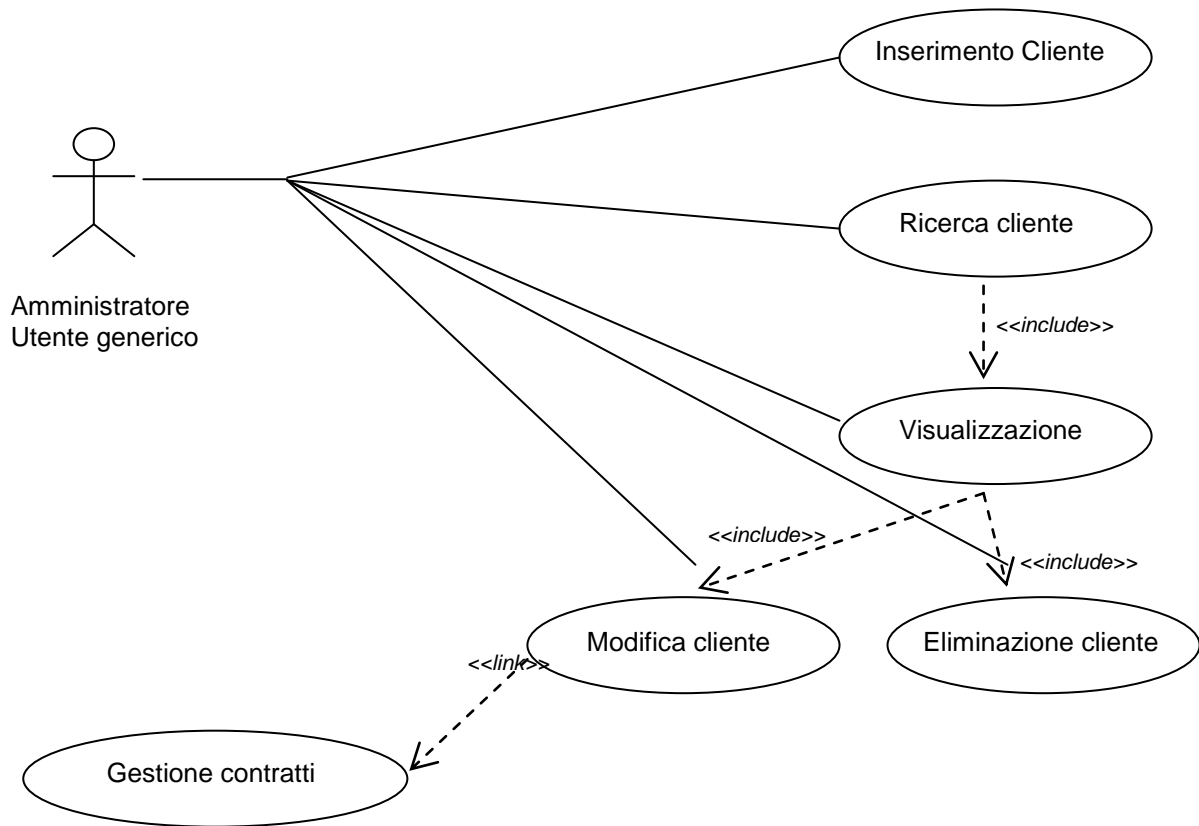 Inserimento Cliente
Ricerca cliente
Amministratore
Utente generico
<<include>>
Visualizzazione
<<include>>
<<include>>
Modifica cliente
Eliminazione cliente
<<link>>
Gestione contratti